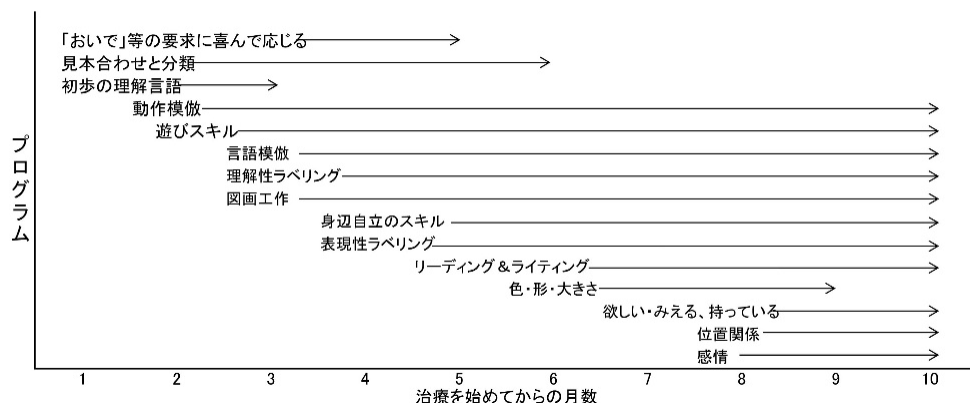 「おいで」等の要求に喜んで応じる
見本合わせと分類
初歩の理解言語
動作模倣
遊びスキル
言語模倣
理解性ラベリング
図画工作
身辺自立のスキル
表現性ラベリング
リーディング&ライティング
色・形・大きさ
欲しい・みえる、持っている
位置関係
感情
プログラム
1 2 3 4 5 6 7 8 9 10
治療を始めてからの月数